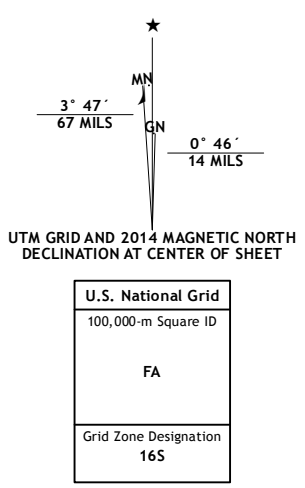 ★
MN
3° 47´
67 MILS
GN
0° 46´
14 MILS
UTM GRID AND 2014 MAGNETIC NORTH
DECLINATION AT CENTER OF SHEET
U.S. National Grid
100,000-m Square ID
FA
Grid Zone Designation
16S